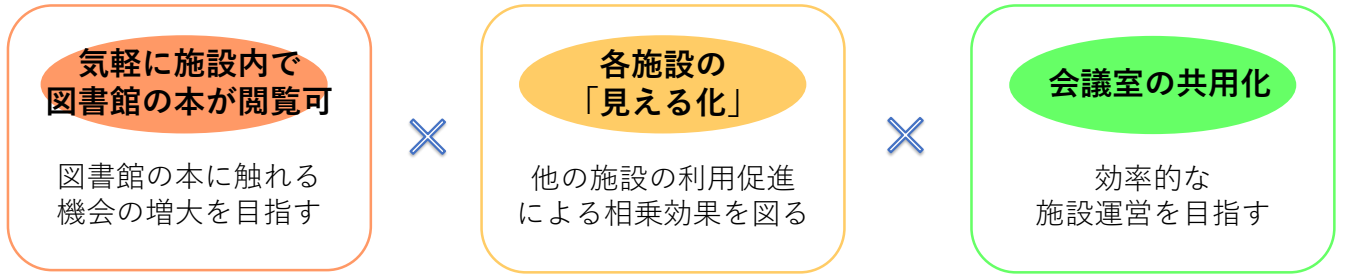 気軽に施設内で
図書館の本が閲覧可
図書館の本に触れる
機会の増大を目指す
×
各施設の
「見える化」
他の施設の利用促進
による相乗効果を図る
×
会議室の共用化
効率的な
施設運営を目指す